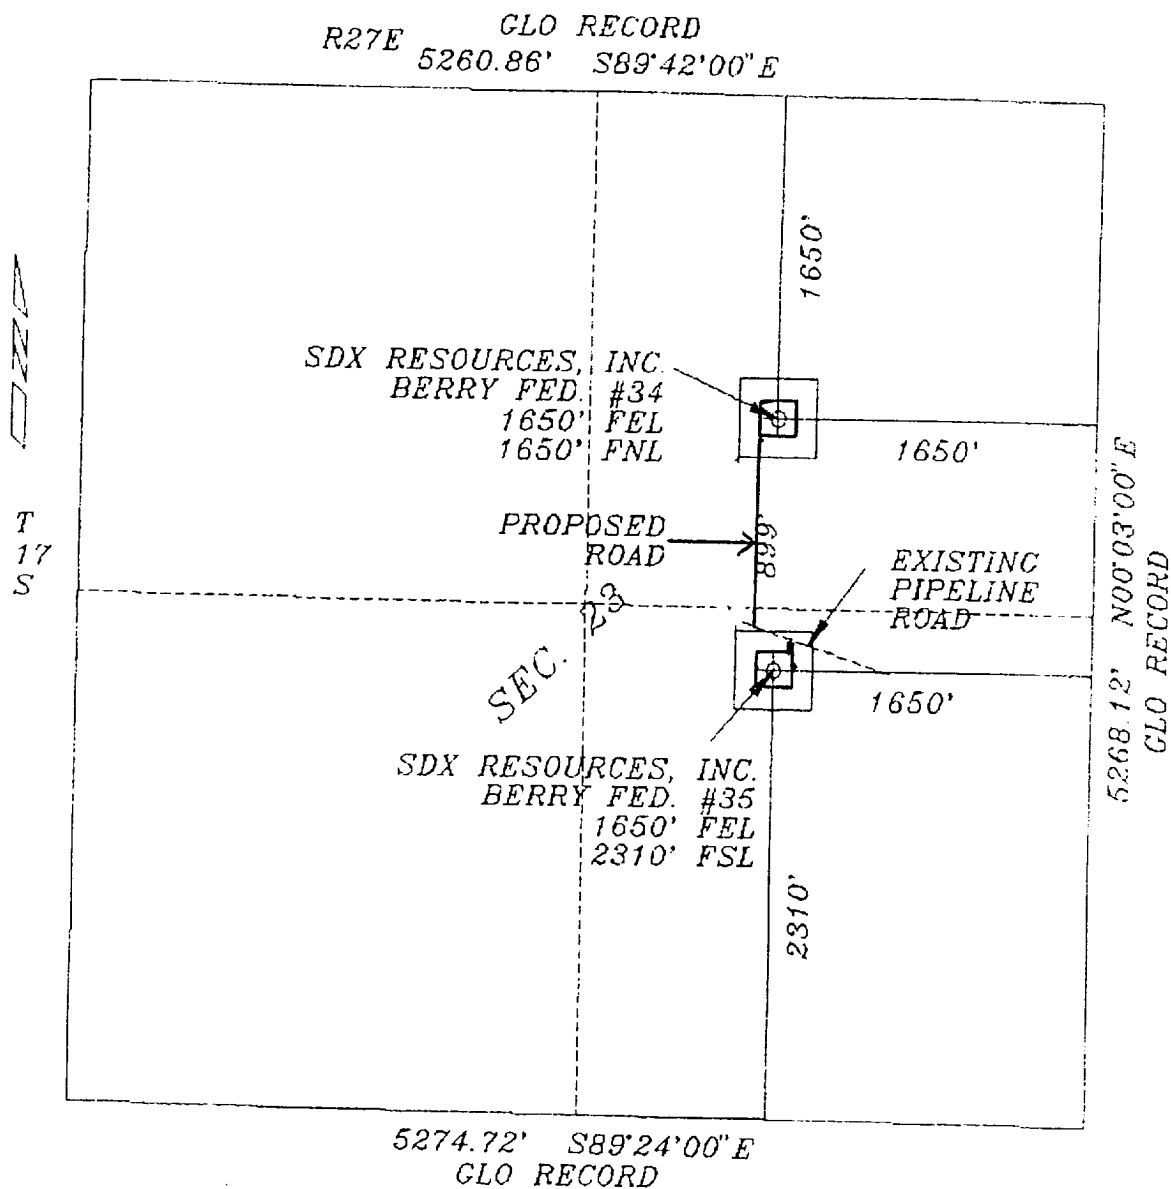 GLO RECORD
R27E
5260.86' S89°42'00"E
1650'
SDX RESOURCES, INC.
BERRY FED. #34
1650' FEL
1650' FNL
1650'
PROPOSED
ROAD
899'
EXISTING
PIPELINE
ROAD
T
17
S
SEC. 23
N00°03'00"E
5268.12'
GLO RECORD
1650'
SDX RESOURCES, INC.
BERRY FED. #35
1650' FEL
2310' FSL
2310'
5274.72' S89°24'00"E
GLO RECORD